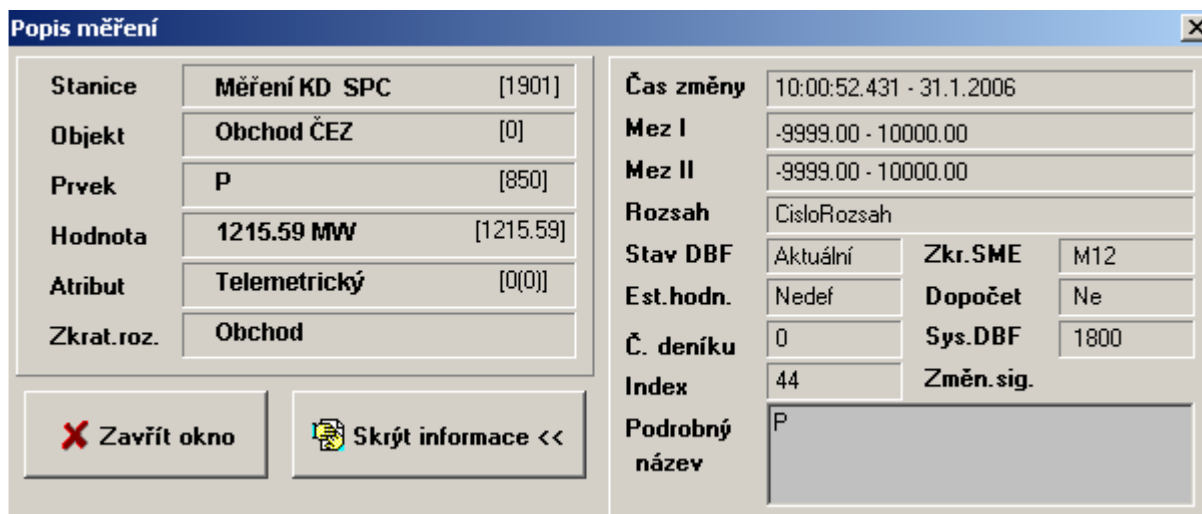 Popis měření
Stanice Měření KD SPC [1901]
Objekt Obchod ČEZ [0]
Prvek P [850]
Hodnota 1215.59 MW [1215.59]
Atribut Telemetrický [0(0)]
Zkrat.roz. Obchod
Zavřít okno
Skrýt informace <<
Čas změny 10:00:52.431 - 31.1.2006
Mez I -9999.00 - 10000.00
Mez II -9999.00 - 10000.00
Rozsah CisloRozsah
Stav DBF Aktuální Zkr.SME M12
Est.hodn. Nedef Dopočet Ne
Č. deníku 0 Sys.DBF 1800
Index 44 Změn.sig.
Podrobný P
název